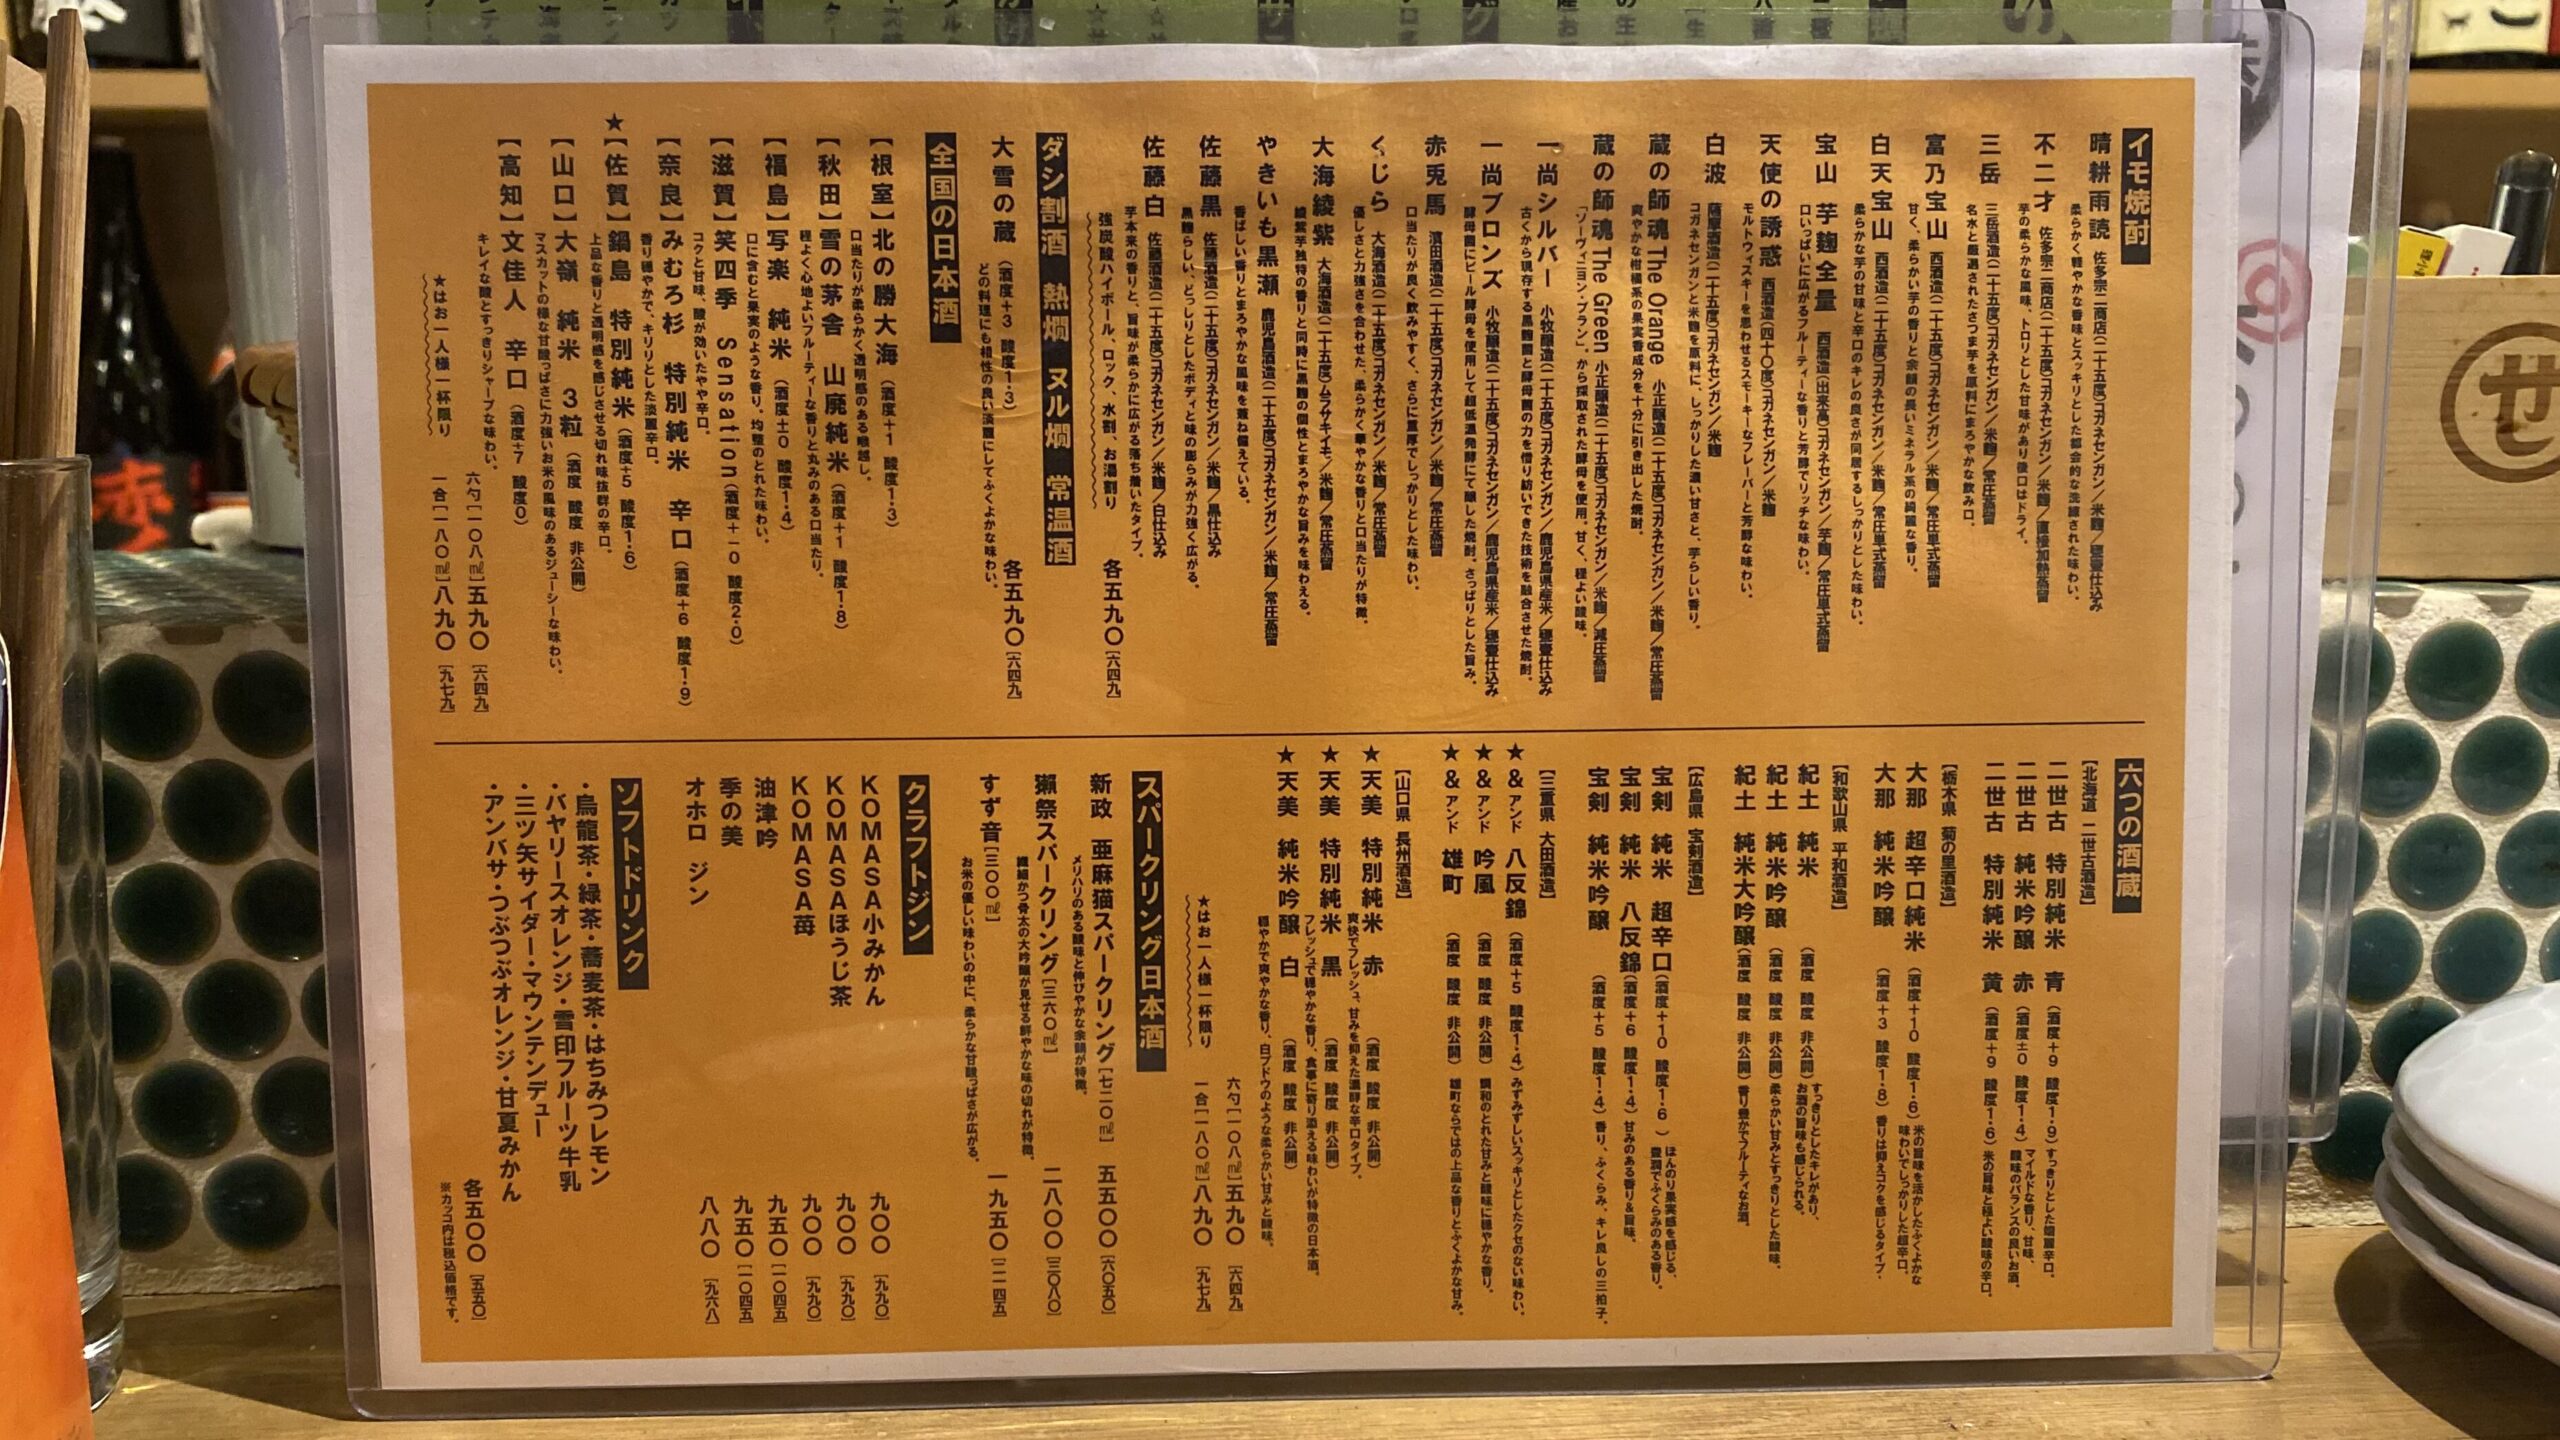 イモ焼酎
晴耕雨読 佐多宗二商店(二十五度)コガネセンガン／米麹／甕壷仕込み
柔らかく軽やかな香味とスッキリとした都会的な洗練された味わい。
不二才 佐多宗二商店(二十五度)コガネセンガン／米麹／直接加熱蒸留
芋の柔らかな風味、トロリとした甘味があり後口はドライ。
三岳 三岳酒造(二十五度)コガネセンガン／米麹／常圧蒸留
名水と厳選されたさつま芋を原料にまろやかな飲み口。
富乃宝山 西酒造(二十五度)コガネセンガン／米麹／常圧単式蒸留
甘く、柔らかい芋の香りと余韻の長いミネラル系の綺麗な香り。
白天宝山 西酒造(二十五度)コガネセンガン／米麹／常圧単式蒸留
柔らかな芋の甘味と辛口のキレの良さが同居するしっかりとした味わい。
宝山 芋麹全量 西酒造(出来高)コガネセンガン／芋麹／常圧単式蒸留
口いっぱいに広がるフルーティーな香りと芳醇でリッチな味わい。
天使の誘惑 西酒造(四十〇度)コガネセンガン／米麹
モルトウィスキーを思わせるスモーキーなフレーバーと芳醇な味わい。
白波 薩摩酒造(二十五度)コガネセンガン／米麹
コガネセンガンと米麹を原料に、しっかりした濃い甘さと、芋らしい香り。
蔵の師魂 The Orange 小正醸造(二十五度)コガネセンガン／米麹／常圧蒸留
爽やかな柑橘系の果実香成分を十分に引き出した焼酎。
蔵の師魂 The Green 小正醸造(二十五度)コガネセンガン／米麹／減圧蒸留
「ソーヴィニヨン・ブラン」から採取された酵母を使用。甘く、程よい酸味。
一尚シルバー 小牧醸造(二十五度)コガネセンガン／鹿児島県産米／甕壷仕込み
古くから現存する黒麹菌と酵母菌の力を借り紡いできた技術を融合させた焼酎。
一尚ブロンズ 小牧醸造(二十五度)コガネセンガン／鹿児島県産米／甕壷仕込み
酵母菌にビール酵母を使用して超低温発酵にて醸した焼酎。さっぱりとした旨み。
赤兎馬 濵田酒造(二十五度)コガネセンガン／米麹／常圧蒸留
口当たりが良く飲みやすく、さらに重厚でしっかりとした味わい。
くじら 大海酒造(二十五度)コガネセンガン／米麹／常圧蒸留
優しさと力強さを合わせた、柔らかく華やかな香りと口当たりが特徴。
大海綾紫 大海酒造(二十五度)ムラサキイモ／米麹／常圧蒸留
綾紫芋独特の香りと同時に黒麹の個性とまろやかな旨みを味わえる。
やきいも黒瀬 鹿児島酒造(二十五度)コガネセンガン／米麹／常圧蒸留
香ばしい香りとまろやかな風味を兼ね備えている。
佐藤黒 佐藤酒造(二十五度)コガネセンガン／米麹／黒仕込み
黒麹らしい、どっしりとしたボディと味の膨らみが力強く広がる。
佐藤白 佐藤酒造(二十五度)コガネセンガン／米麹／白仕込み
芋本来の香りと、旨味が柔らかに広がる落ち着いたタイプ。
強炭酸ハイボール、ロック、水割、お湯割り 各五九〇[六四九]
ダシ割酒 熱燗 ヌル燗 常温酒
大雪の蔵 (酒度+3 酸度1・3) 各五九〇[六四九]
どの料理にも相性の良い淡麗にしてふくよかな味わい。
全国の日本酒
【根室】北の勝大海 (酒度+1 酸度1・3)
口当たりが柔らかく透明感のある喉越し。
【秋田】雪の茅舎 山廃純米 (酒度+1 酸度1・8)
程よく心地よいフルーティーな香りと丸みのある口当たり。
【福島】写楽 純米 (酒度±0 酸度1・4)
口に含むと果実のような香り。均整のとれた味わい。
【滋賀】笑四季 Sensation (酒度+-0 酸度2・0)
コクと甘味、酸が効いたやや辛口。
【奈良】みむろ杉 特別純米 辛口 (酒度+6 酸度1・9)
香り穏やかで、キリリとした淡麗辛口。
★【佐賀】鍋島 特別純米 (酒度+5 酸度1・6)
上品な香りと透明感を感じさせる切れ味抜群の辛口。
【山口】大嶺 純米 3粒 (酒度 酸度 非公開)
マスカットの様な甘酸っぱさに力強いお米の風味のあるジューシーな味わい。
【高知】文佳人 辛口 (酒度+7 酸度0)
キレイな酸とすっきりシャープな味わい。
六勺[一〇八㎖]五九〇 [六四九]
★はお一人様一杯限り 一合[一八〇㎖]八九〇 [九七九]
六つの酒蔵
【北海道 二世古酒造】
二世古 特別純米 青 (酒度+9 酸度1・9) すっきりとした端麗辛口。
二世古 純米吟醸 赤 (酒度±0 酸度1・4) マイルドな香り、甘味、酸味のバランスの良いお酒。
二世古 特別純米 黄 (酒度+9 酸度1・6) 米の旨味と程よい酸味の辛口。
【栃木県 菊の里酒造】
大那 超辛口純米 (酒度+10 酸度1・6) 米の旨味を活かしたふくよかな味わいでしっかりした超辛口。
大那 純米吟醸 (酒度+3 酸度1・8) 香りは抑えコクを感じるタイプ・
【和歌山県 平和酒造】
紀土 純米 (酒度 酸度 非公開) すっきりとしたキレがあり、お酒の旨味も感じられる。
紀土 純米吟醸 (酒度 酸度 非公開) 柔らかい甘みとすっきりとした酸味。
紀土 純米大吟醸 (酒度 酸度 非公開) 香り豊かでフルーティなお酒。
【広島県 宝剣酒造】
宝剣 純米 超辛口 (酒度+10 酸度1・6 ) ほんのり果実感を感じる、豊潤でふくらみのある香り。
宝剣 純米 八反錦 (酒度+6 酸度1・4) 甘みのある香り＆旨味。
宝剣 純米吟醸 (酒度+5 酸度1・4) 香り、ふくらみ、キレ良しの三拍子。
【三重県 大田酒造】
★＆アンド 八反錦 (酒度+5 酸度1・4) みずみずしいスッキリとしたクセのない味わい。
★＆アンド 吟風 (酒度 酸度 非公開) 調和のとれた甘みと酸味に穏やかな香り。
★＆アンド 雄町 (酒度 酸度 非公開) 雄町ならではの上品な香りとふくよかな甘み。
【山口県 長州酒造】
★天美 特別純米 赤 (酒度 酸度 非公開)
爽快でフレッシュ、甘みを抑えた濃醇な辛口タイプ。
★天美 特別純米 黒 (酒度 酸度 非公開)
フレッシュで穏やかな香り、食事に寄り添える味わいが特徴の日本酒。
★天美 純米吟醸 白 (酒度 酸度 非公開)
穏やかで爽やかな香り、白ブドウのような柔らかい甘みと酸味。
六勺[一〇八㎖]五九〇 [六四九]
★はお一人様一杯限り 一合[一八〇㎖]八九〇 [九七九]
スパークリング日本酒
新政 亜麻猫スパークリング[七二〇㎖] 五五〇〇 [六〇五〇]
メリハリのある酸味と伸びやかな余韻が特徴。
獺祭スパークリング[三六〇㎖] 二八〇〇 [三〇八〇]
繊細かつ骨太の大吟醸が見せる鮮やかな味の切れが特徴。
すず音[三〇〇㎖] 一九五〇 [二一四五]
お米の優しい味わいの中に、柔らかな甘酸っぱさが広がる。
クラフトジン
KOMASA小みかん 九〇〇 [九九〇]
KOMASAほうじ茶 九〇〇 [九九〇]
KOMASA苺 九〇〇 [九九〇]
油津吟 九五〇 [一〇四五]
季の美 九五〇 [一〇四五]
オホロ ジン 八八〇 [九六八]
ソフトドリンク
・烏龍茶・緑茶・蕎麦茶・はちみつレモン
・バヤリースオレンジ・雪印フルーツ牛乳
・三ツ矢サイダー・マウンテンデュー
・アンバサ・つぶつぶオレンジ・甘夏みかん
各五〇〇 [五五〇]
※カッコ内は税込価格です。
せ